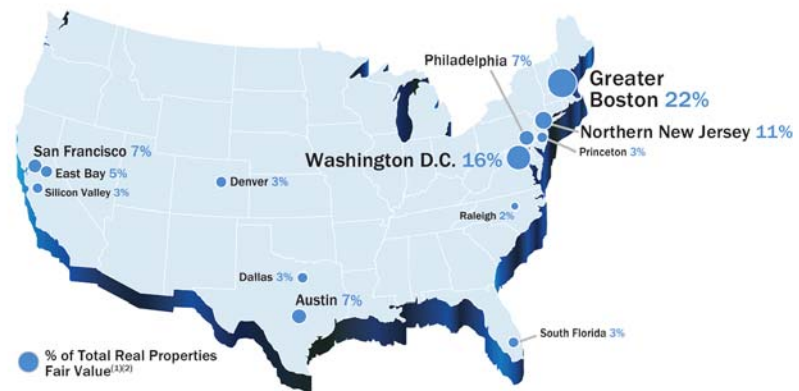 Philadelphia 7%
Greater
Boston 22%
Northern New Jersey 11%
Princeton 3%
Washington D.C. 16%
San Francisco 7%
East Bay 5%
Silicon Valley 3%
Denver 3%
Raleigh 2%
Dallas 3%
Austin 7%
South Florida 3%
% of Total Real Properties
Fair Value(1)(2)